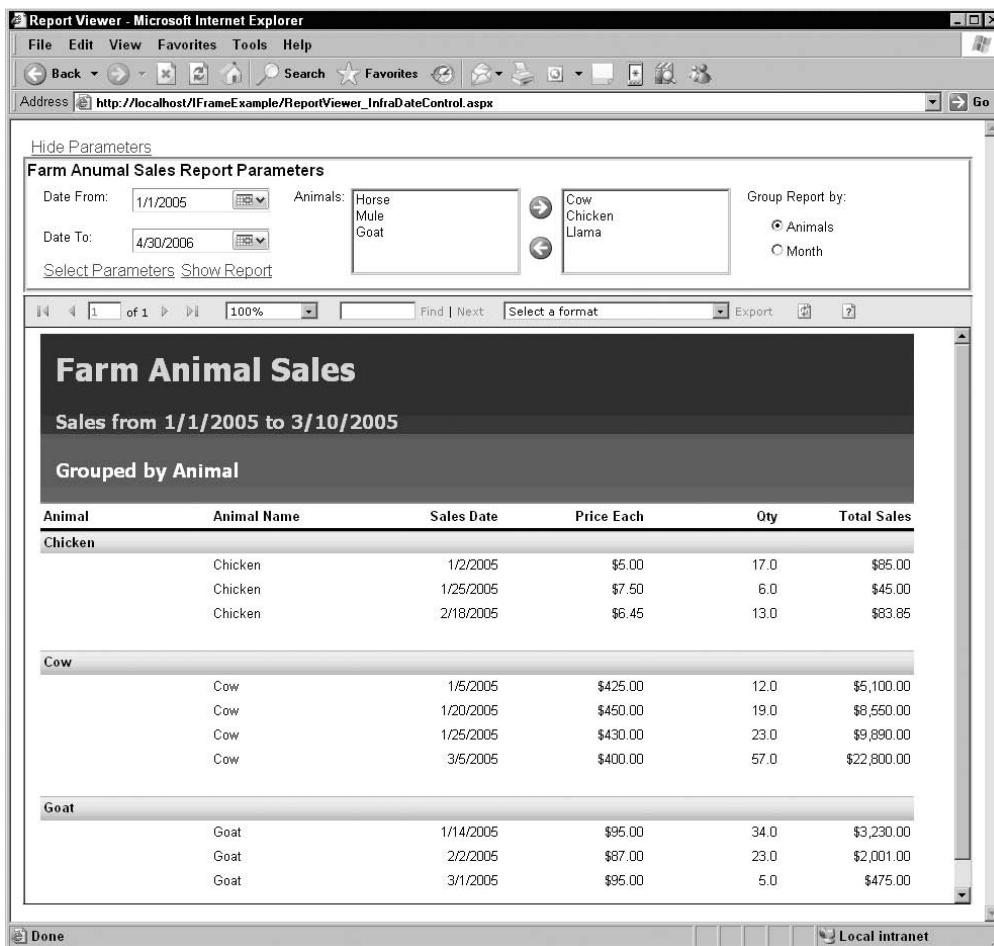 Report Viewer - Microsoft Internet Explorer
File Edit View Favorites Tools Help
Back Search Favorites
Address http://localhost/IFrameExample/ReportViewer_InfraDateControl.aspx Go
Hide Parameters
Farm Anumal Sales Report Parameters
Date From: 1/1/2005 Animals: Horse Cow Group Report by:
Mule Chicken Animals
Date To: 4/30/2006 Goat Llama Month
Select Parameters Show Report
1 of 1 100% Find | Next Select a format Export ?
Farm Animal Sales
Sales from 1/1/2005 to 3/10/2005
Grouped by Animal
Animal Animal Name Sales Date Price Each Qty Total Sales
Chicken
Chicken 1/2/2005 $5.00 17.0 $85.00
Chicken 1/25/2005 $7.50 6.0 $45.00
Chicken 2/18/2005 $6.45 13.0 $83.85
Cow
Cow 1/5/2005 $425.00 12.0 $5,100.00
Cow 1/20/2005 $450.00 19.0 $8,550.00
Cow 1/25/2005 $430.00 23.0 $9,890.00
Cow 3/5/2005 $400.00 57.0 $22,800.00
Goat
Goat 1/14/2005 $95.00 34.0 $3,230.00
Goat 2/2/2005 $87.00 23.0 $2,001.00
Goat 3/1/2005 $95.00 5.0 $475.00
Done Local intranet